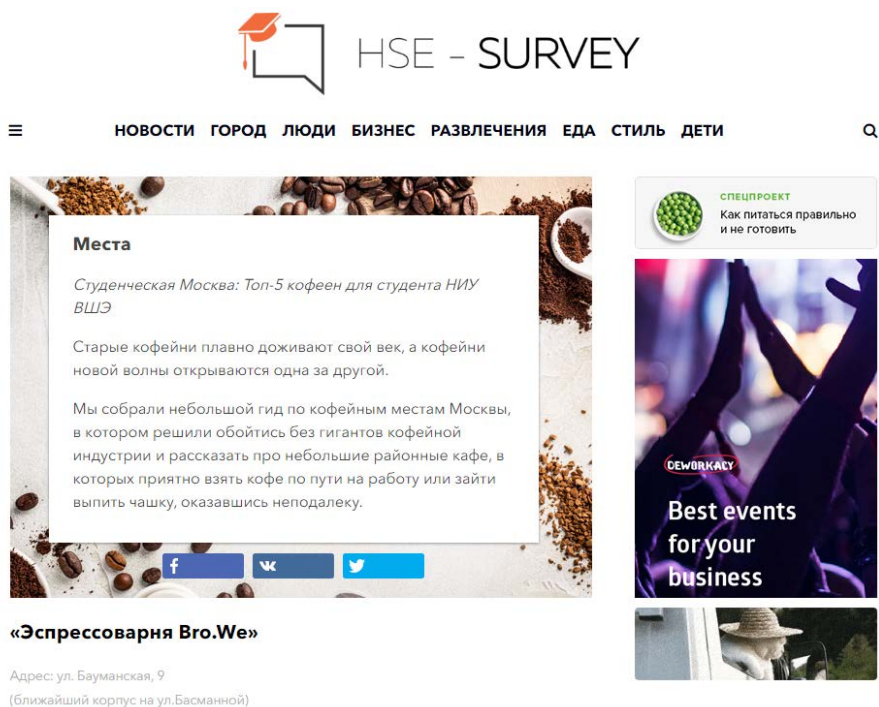 HSE - SURVEY
НОВОСТИ ГОРОД ЛЮДИ БИЗНЕС РАЗВЛЕЧЕНИЯ ЕДА СТИЛЬ ДЕТИ
Места
Студенческая Москва: Топ-5 кофеен для студента НИУ
ВШЭ
Старые кофейни плавно доживают свой век, а кофейни
новой волны открываются одна за другой.
Мы собрали небольшой гид по кофейным местам Москвы,
в котором решили обойтись без гигантов кофейной
индустрии и рассказать про небольшие районные кафе, в
которых приятно взять кофе по пути на работу или зайти
выпить чашку, оказавшись неподалеку.
«Эспрессоварня Bro.We»
Адрес: ул. Бауманская, 9
(ближайший корпус на ул.Басманной)
СПЕЦПРОЕКТ
Как питаться правильно
и не готовить
DEWORKACY
Best events
for your
business